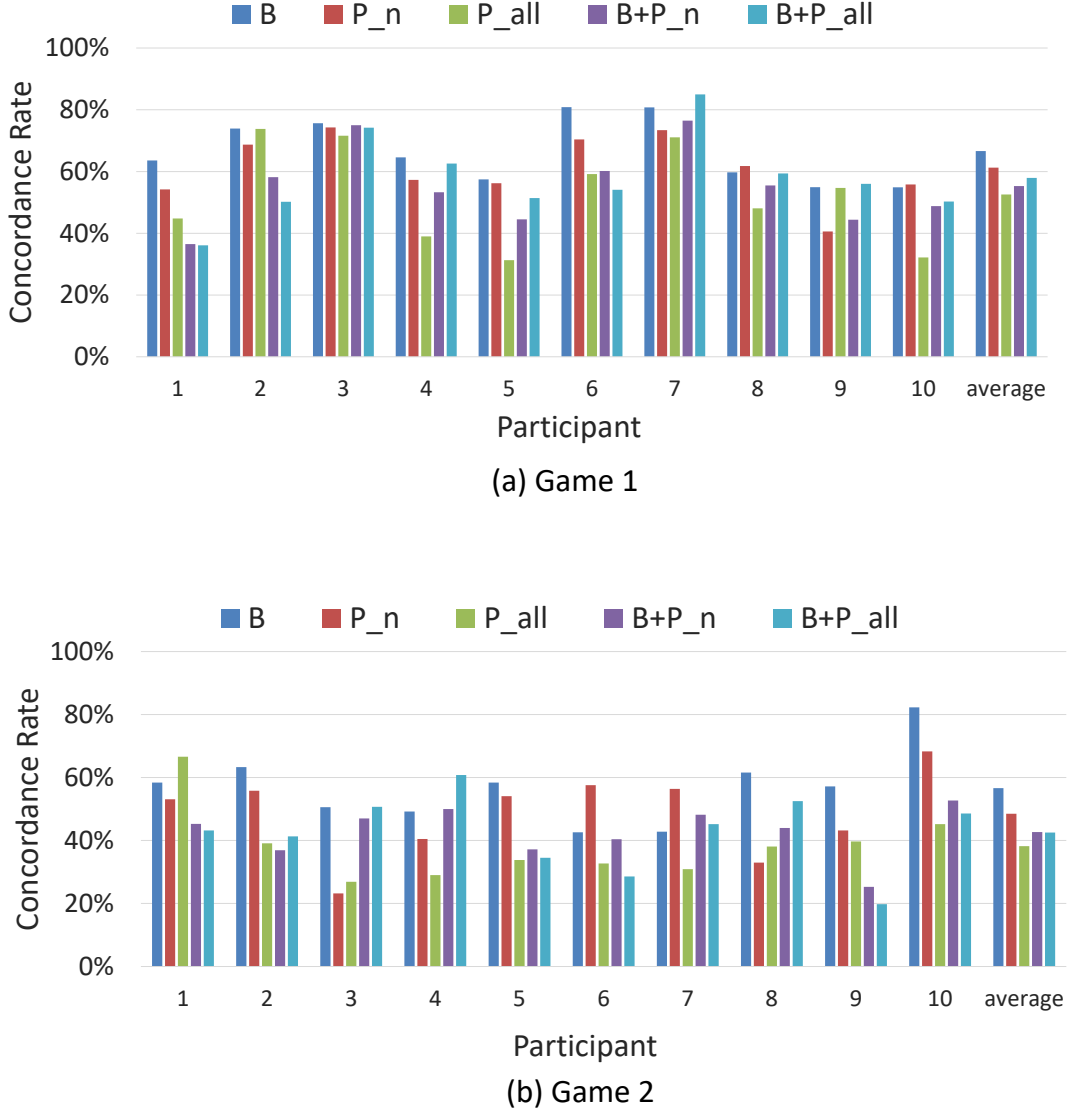 B P_n P_all B+P_n B+P_all
100%
80%
60%
40%
20%
0%
Concordance Rate
1 2 3 4 5 6 7 8 9 10 average
Participant
(a) Game 1
B P_n P_all B+P_n B+P_all
100%
80%
60%
40%
20%
0%
Concordance Rate
1 2 3 4 5 6 7 8 9 10 average
Participant
(b) Game 2